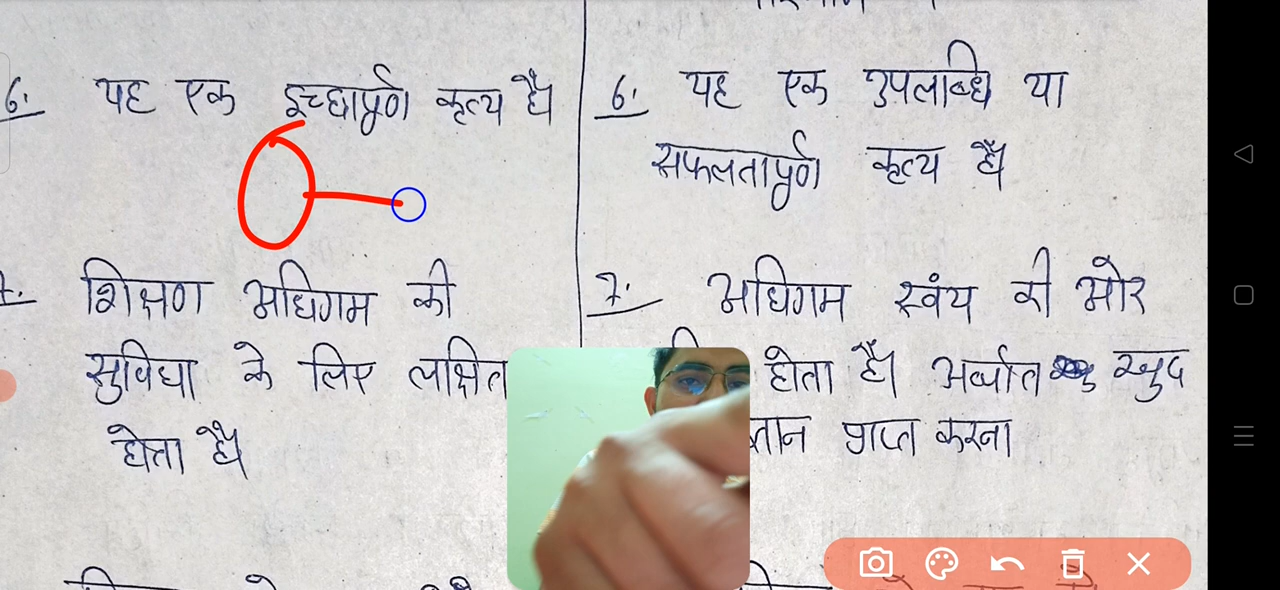 6. यह एक इच्छापूर्ण कृत्य है।
7. शिक्षण अधिगम की
सुविधा के लिए लक्षित
होता है।
6. यह एक उपलब्धि या
सफलतापूर्ण कृत्य है।
7. अधिगम स्वंय की ओर
होता है। अर्थात खुद
प्राप्त करना